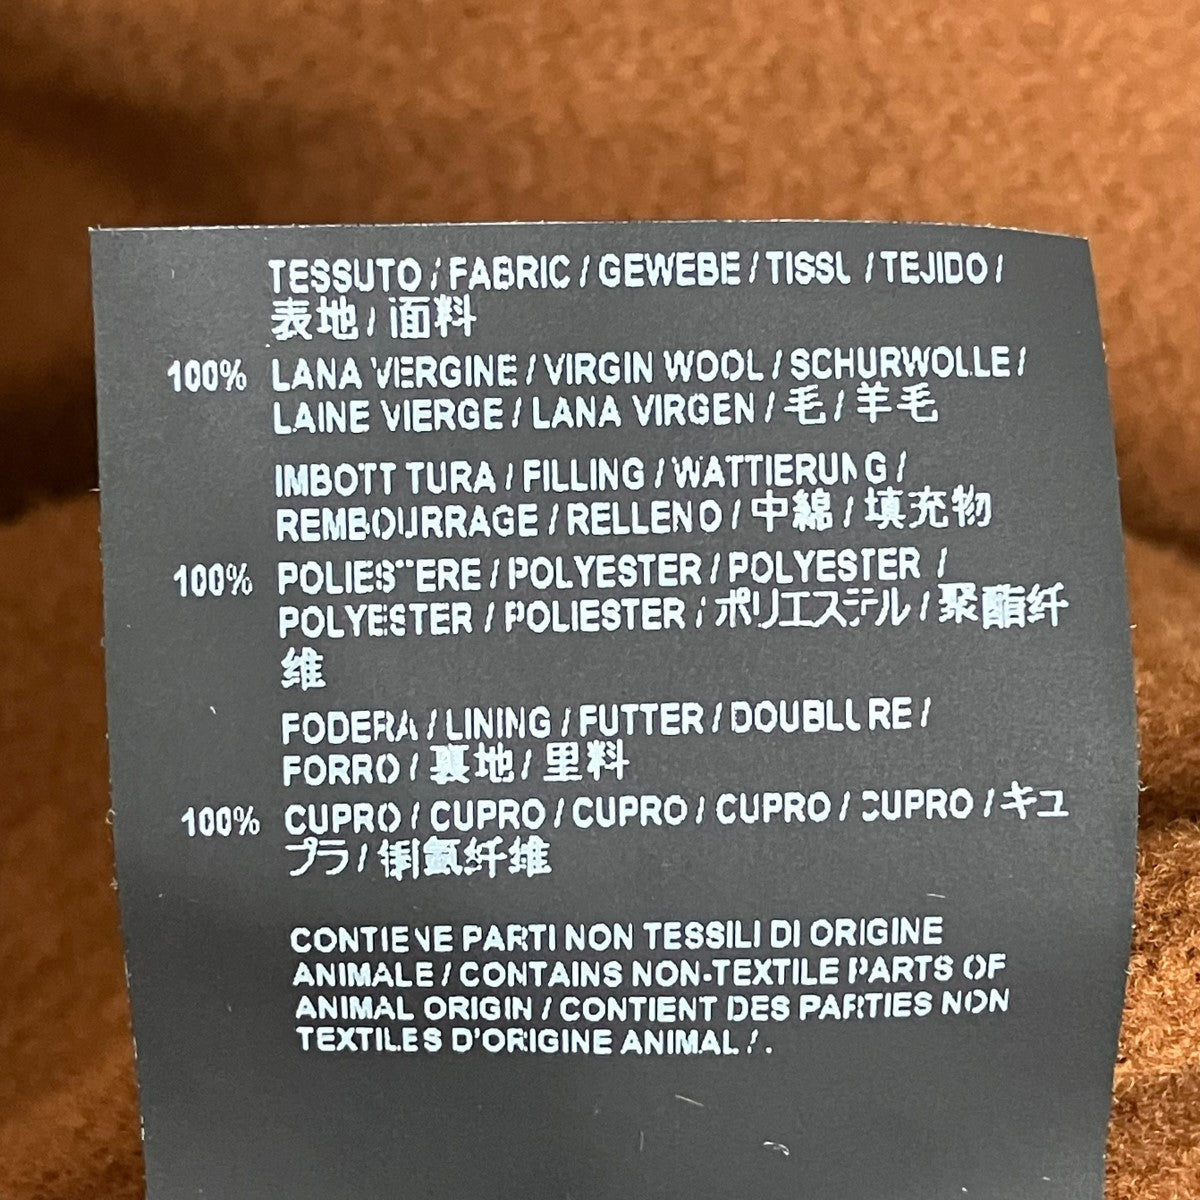 TESSUTO / FABRIC / GEWEBE / TISSU / TEJIDO /
表地 / 面料
100% LANA VERGINE / VIRGIN WOOL / SCHURWOLLE /
LAINE VIERGE / LANA VIRGEN / 毛 / 羊毛
IMBOTTITURA / FILLING / WATTIERUNG /
REMBOURRAGE / RELLENO / 中綿 / 填充物
100% POLIESTERE / POLYESTER / POLYESTER /
POLYESTER / POLIESTER / ポリエステル / 聚酯纤
维
FODERA / LINING / FUTTER / DOUBLURE /
FORRO / 裏地 / 里料
100% CUPRO / CUPRO / CUPRO / CUPRO / CUPRO / キュ
プラ / 铜氨纤维
CONTIENE PARTI NON TESSILI DI ORIGINE
ANIMALE / CONTAINS NON-TEXTILE PARTS OF
ANIMAL ORIGIN / CONTIENT DES PARTIES NON
TEXTILES D'ORIGINE ANIMAL / .